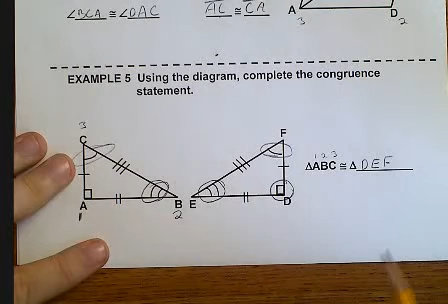 ∠BCA ≅ ∠DAC AC ≅ CA A D
3 2
EXAMPLE 5 Using the diagram, complete the congruence
statement.
3
C F
1 2 3
ΔABC ≅ Δ DEF
A B E D
1 2